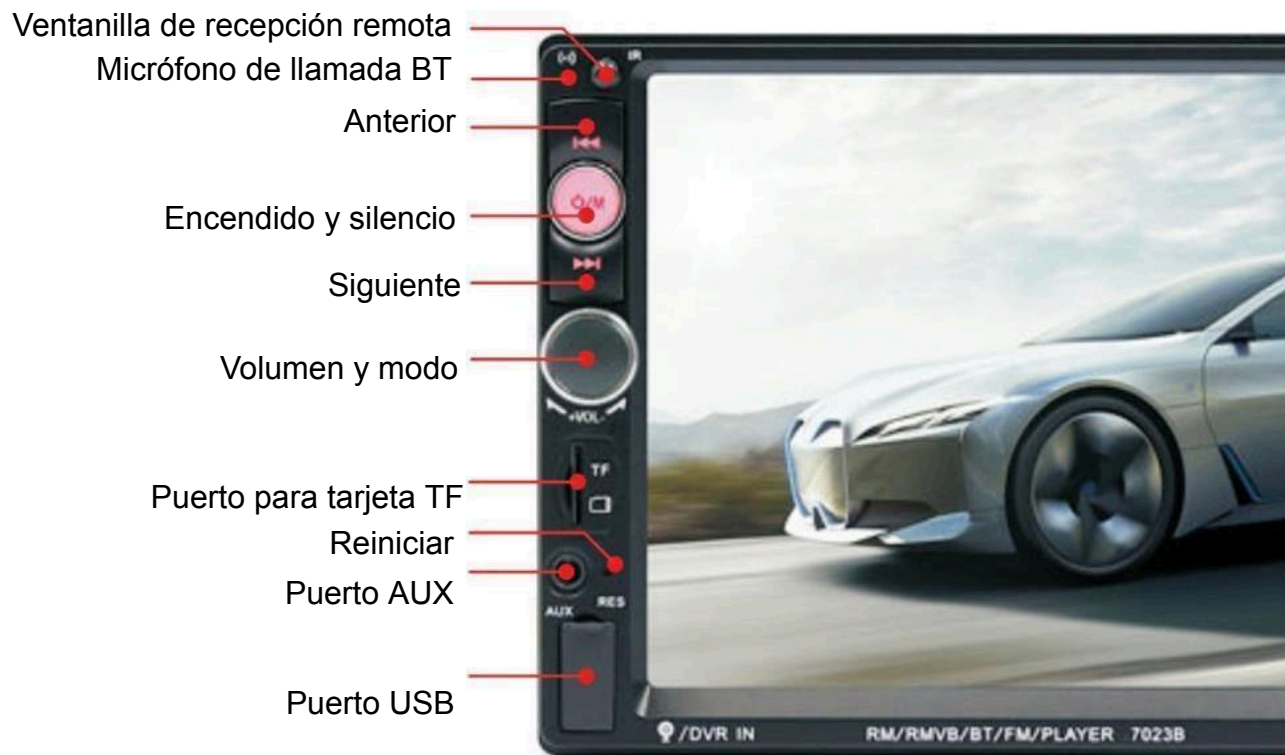 Ventanilla de recepción remota
IR
Micrófono de llamada BT
Anterior
Encendido y silencio
⏻/M
Siguiente
Volumen y modo
+VOL-
TF
Puerto para tarjeta TF
Reiniciar
Puerto AUX
AUX
RES
Puerto USB
/DVR IN
RM/RMVB/BT/FM/PLAYER 7023B